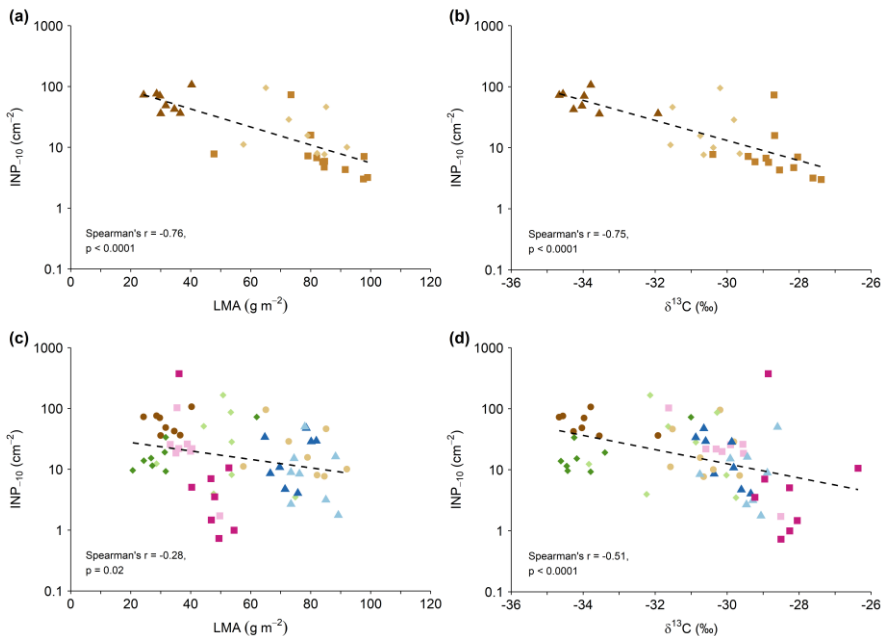 (a)
1000
100
10
1
0.1
INP₋₁₀ (cm⁻²)
Spearman's r = -0.76,
p < 0.0001
0 20 40 60 80 100 120
LMA (g m⁻²)
(b)
1000
100
10
1
0.1
INP₋₁₀ (cm⁻²)
Spearman's r = -0.75,
p < 0.0001
-36 -34 -32 -30 -28 -26
δ¹³C (‰)
(c)
1000
100
10
1
0.1
INP₋₁₀ (cm⁻²)
Spearman's r = -0.28,
p = 0.02
0 20 40 60 80 100 120
LMA (g m⁻²)
(d)
1000
100
10
1
0.1
INP₋₁₀ (cm⁻²)
Spearman's r = -0.51,
p < 0.0001
-36 -34 -32 -30 -28 -26
δ¹³C (‰)